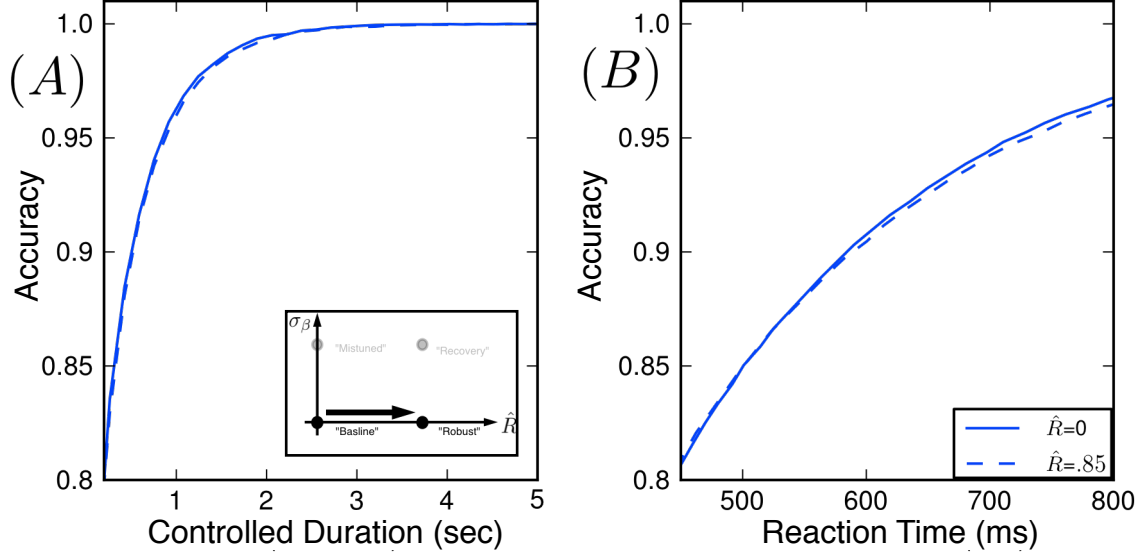 (A)
Accuracy
1.0
0.95
0.9
0.85
0.8
1
2
3
4
5
Controlled Duration (sec)
σβ
"Mistuned"
"Recovery"
"Basline"
"Robust"
R̂
(B)
Accuracy
1.0
0.95
0.9
0.85
0.8
500
600
700
800
Reaction Time (ms)
R̂=0
R̂=.85